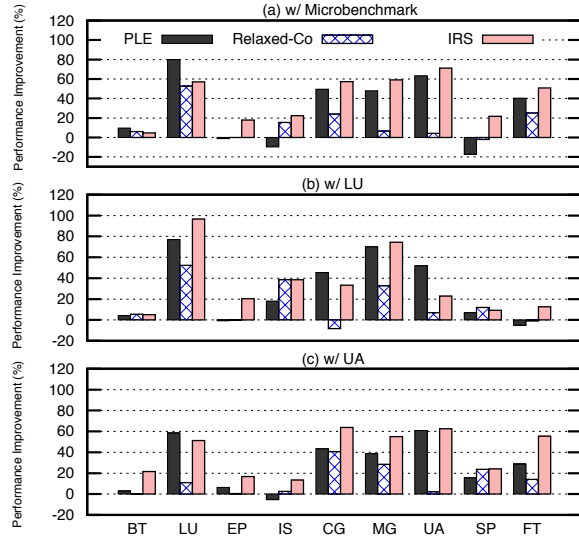 (a) w/ Microbenchmark
Performance Improvement (%)
120
100
80
60
40
20
0
-20
PLE
Relaxed-Co
IRS
(b) w/ LU
Performance Improvement (%)
120
100
80
60
40
20
0
-20
(c) w/ UA
Performance Improvement (%)
120
100
80
60
40
20
0
-20
BT LU EP IS CG MG UA SP FT